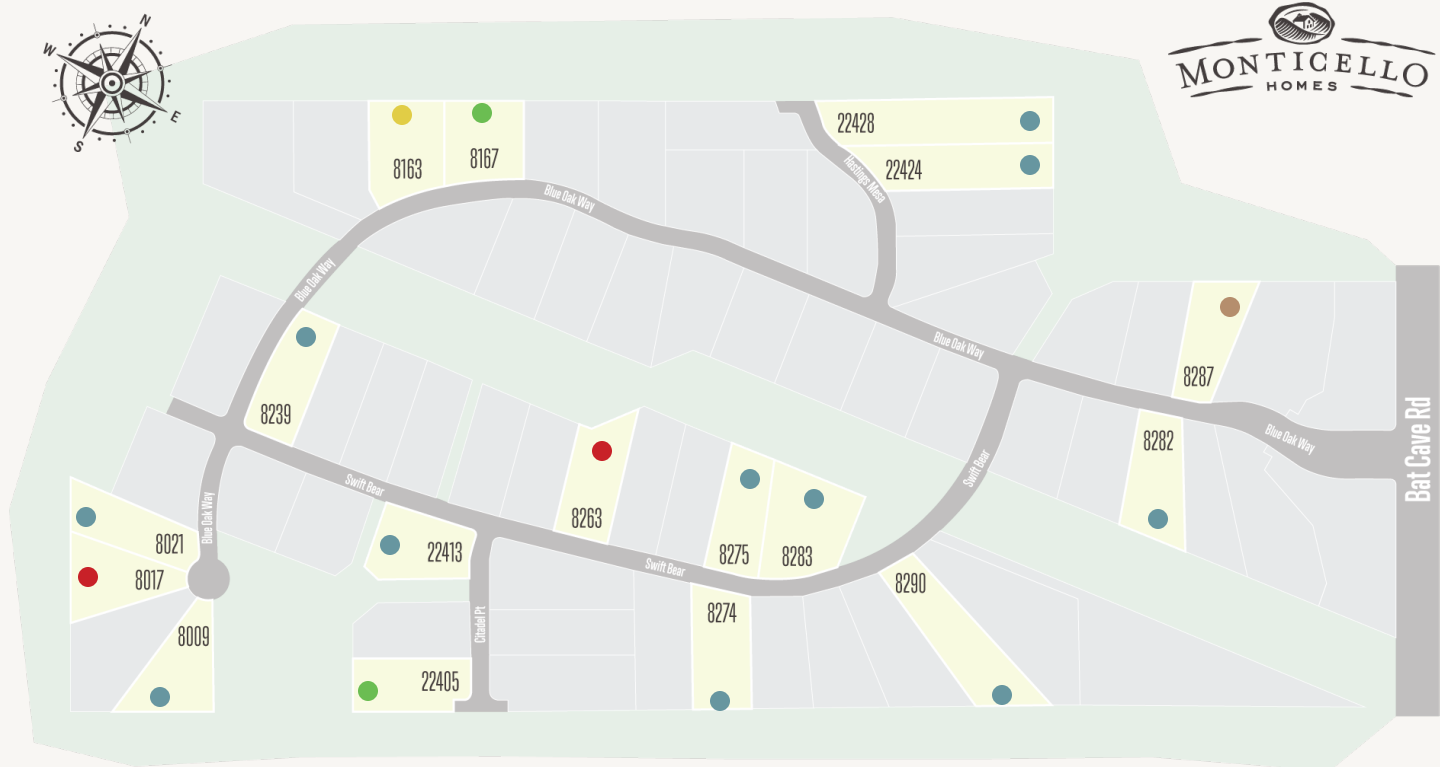 N
W
E
S
MONTICELLO
HOMES
22428
8163
8167
22424
Hastings Mesa
Blue Oak Way
Blue Oak Way
Blue Oak Way
8287
8239
Bat Cave Rd
8282
Blue Oak Way
Swift Bear
Swift Bear
8263
Blue Oak Way
8021
22413
8275
8283
Swift Bear
8017
8290
8009
Citadel Pt
8274
22405